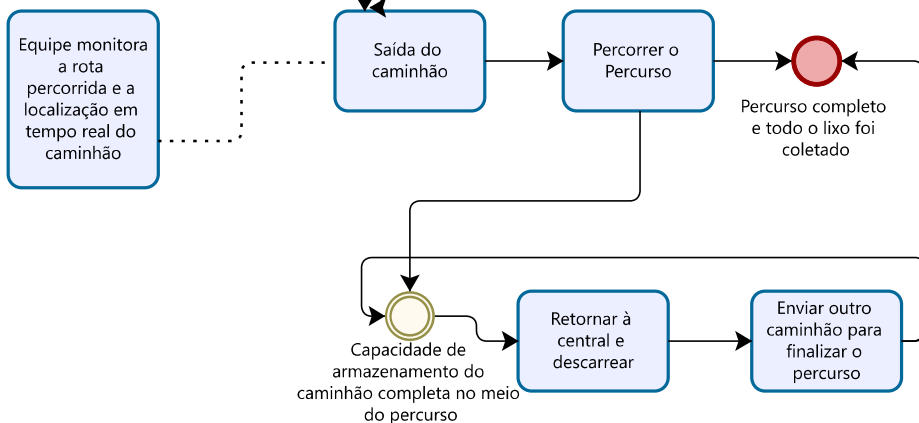 Equipe monitora
a rota
percorrida e a
localização em
tempo real do
caminhão
Saída do
caminhão
Percorrer o
Percurso
Percurso completo
e todo o lixo foi
coletado
Capacidade de
armazenamento do
caminhão completa no meio
do percurso
Retornar à
central e
descarrear
Enviar outro
caminhão para
finalizar o
percurso